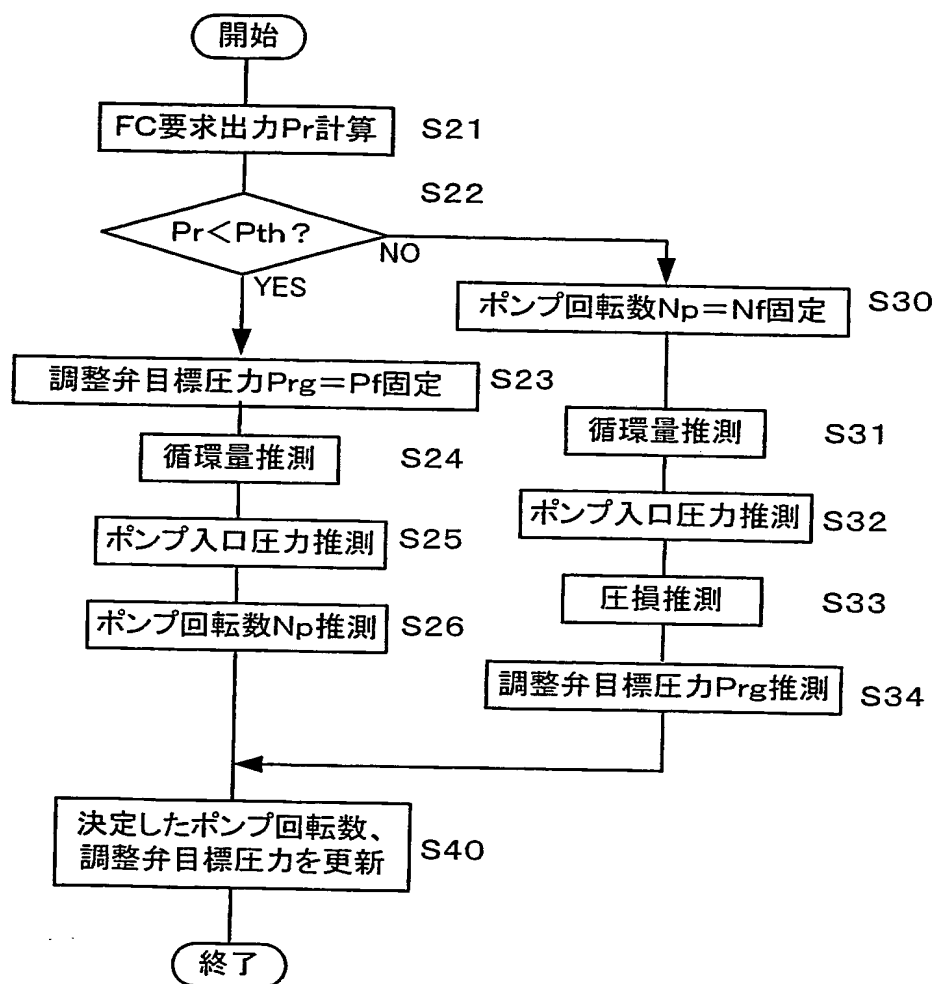 開始
FC要求出力Pr計算
S21
S22
Pr<Pth?
NO
YES
ポンプ回転数Np=Nf固定
S30
調整弁目標圧力Prg=Pf固定
S23
循環量推測
S31
循環量推測
S24
ポンプ入口圧力推測
S32
ポンプ入口圧力推測
S25
圧損推測
S33
ポンプ回転数Np推測
S26
調整弁目標圧力Prg推測
S34
決定したポンプ回転数、
調整弁目標圧力を更新
S40
終了